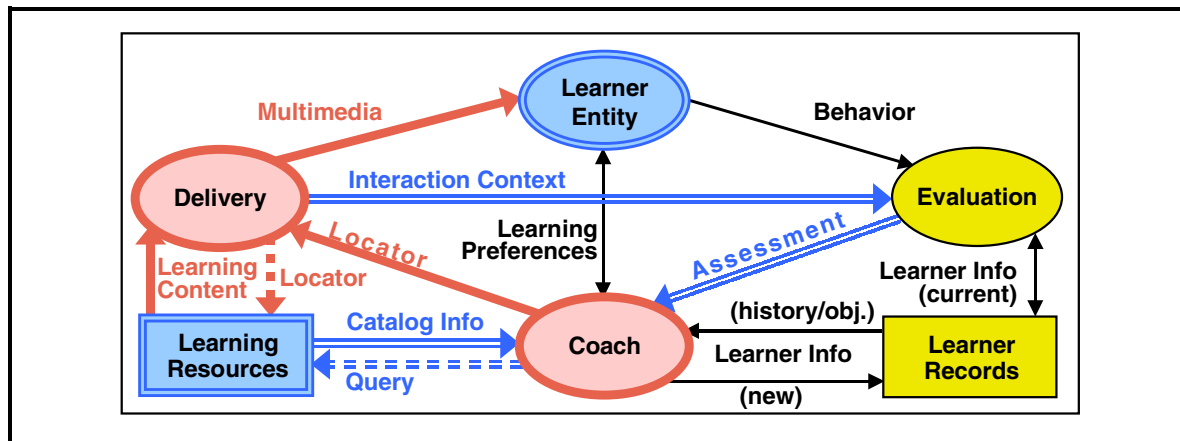 Learner
Entity
Multimedia
Behavior
Delivery
Interaction Context
Evaluation
Locator
Learning
Preferences
Assessment
Learning
Content
Locator
Learner Info
(current)
Learning
Resources
Catalog Info
Query
Coach
(history/obj.)
Learner Info
(new)
Learner
Records